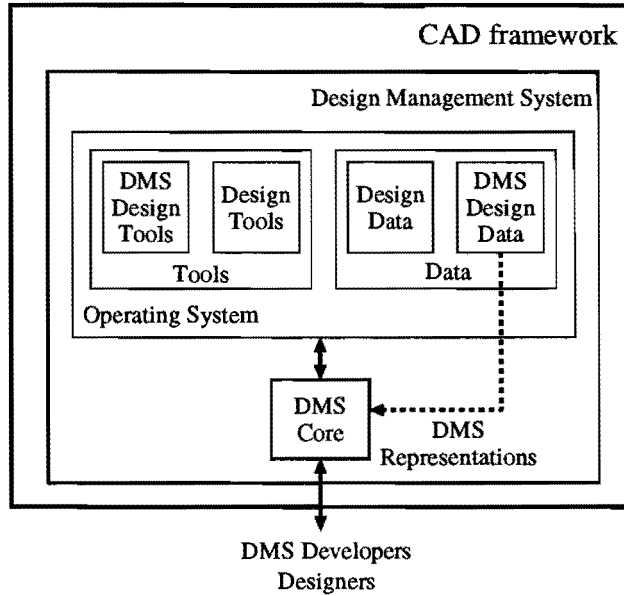 CAD framework
Design Management System
DMS
Design
Tools
Design
Tools
Tools
Design
Data
DMS
Design
Data
Data
Operating System
DMS
Core
DMS
Representations
DMS Developers
Designers